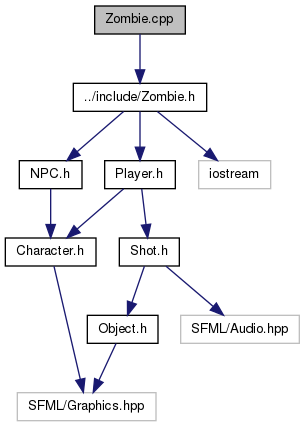 Zombie.cpp
../include/Zombie.h
NPC.h
Player.h
iostream
Character.h
Shot.h
Object.h
SFML/Audio.hpp
SFML/Graphics.hpp